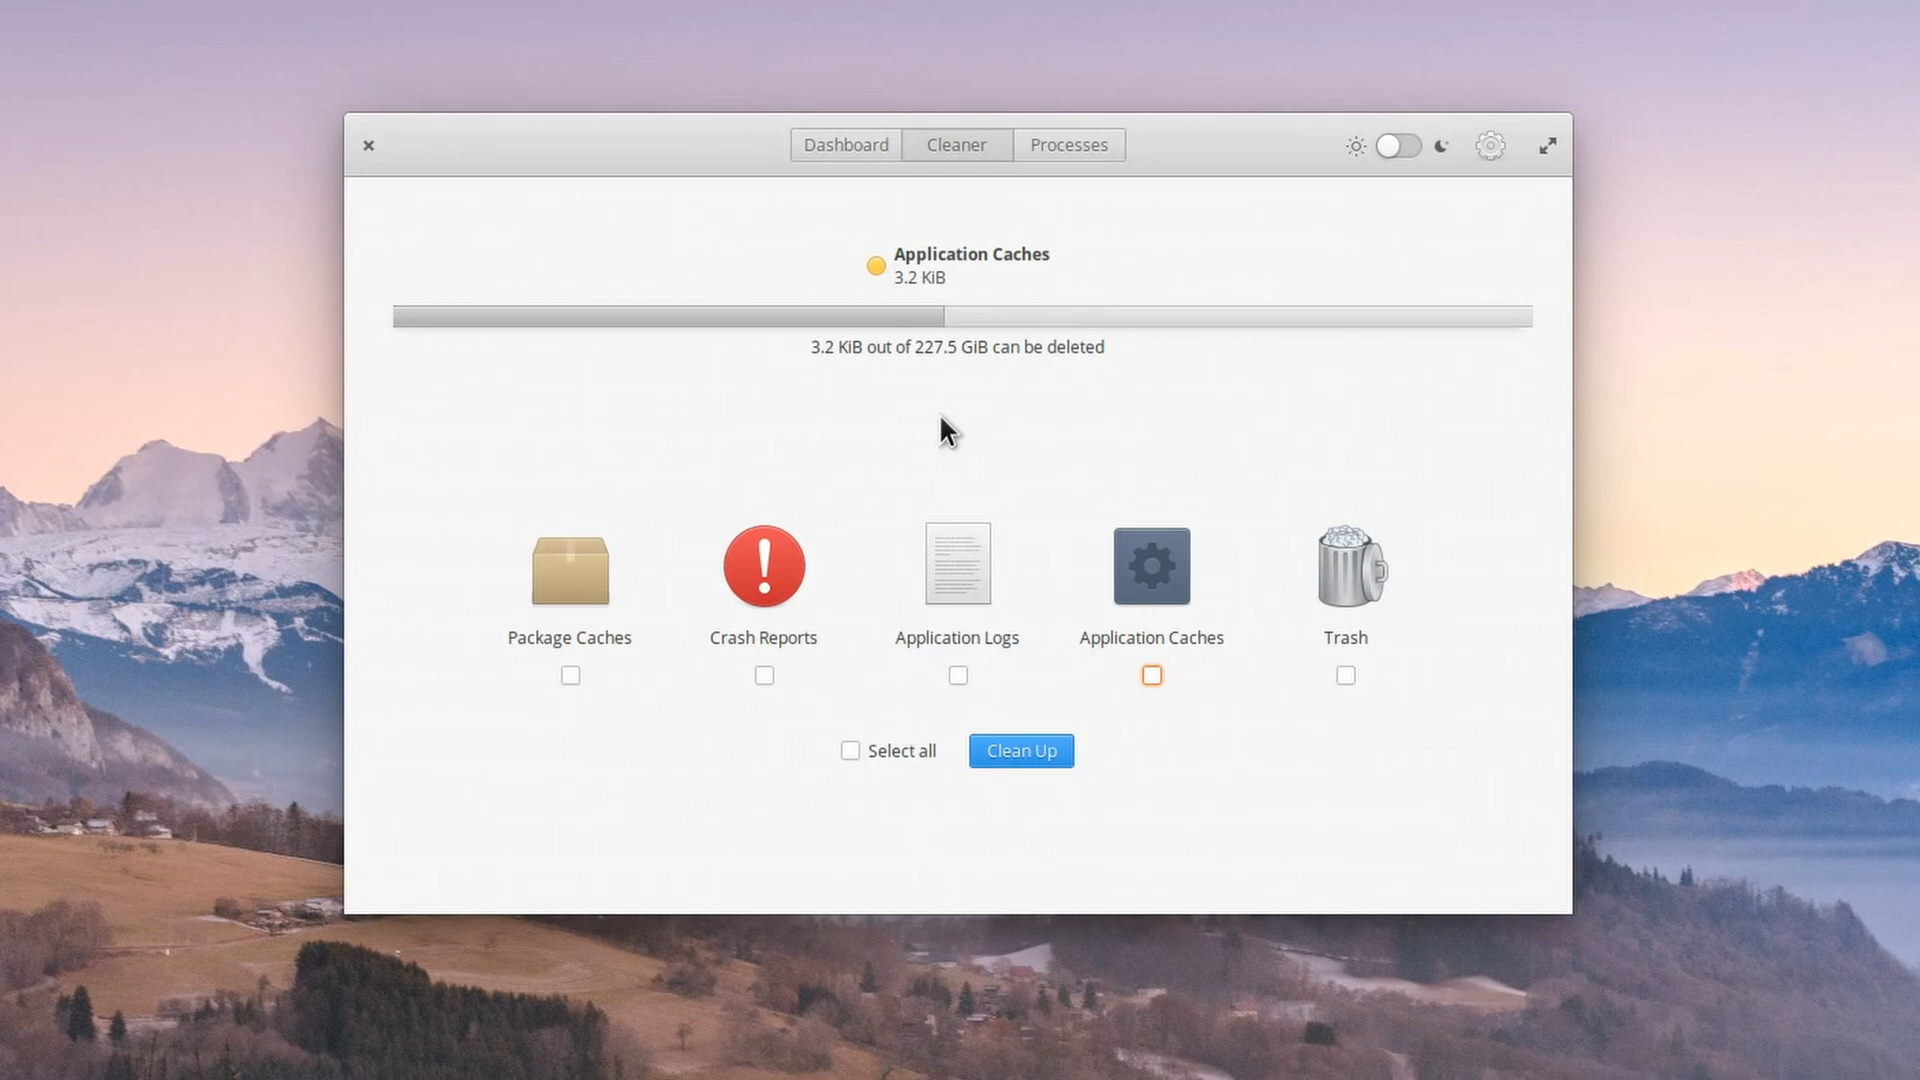 Dashboard
Cleaner
Processes
Application Caches
3.2 KiB
3.2 KiB out of 227.5 GiB can be deleted
Package Caches
Crash Reports
Application Logs
Application Caches
Trash
Select all
Clean Up